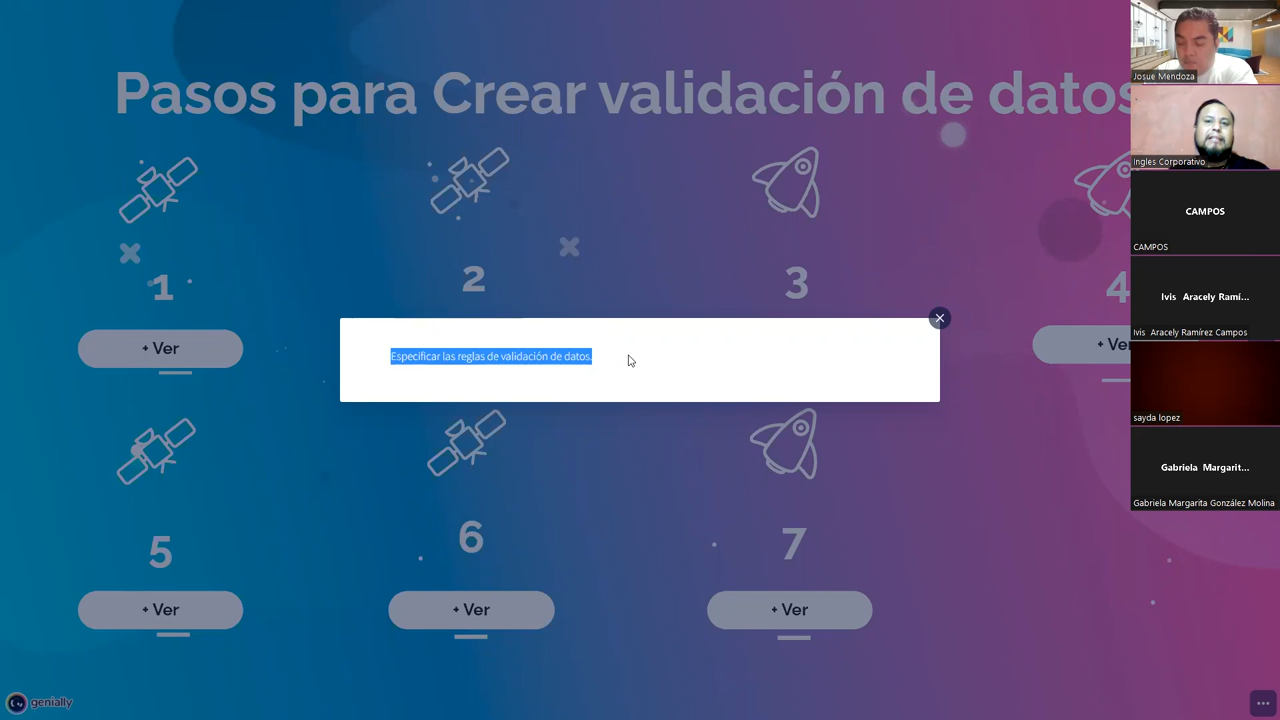 Pasos para Crear validación de datos
1
2
3
4
+ Ver
+ Ver
Especificar las reglas de validación de datos.
5
6
7
+ Ver
+ Ver
+ Ver
genially
Josue Mendoza
Ingles Corporativo
CAMPOS
CAMPOS
Ivis Aracely Ramí...
Ivis Aracely Ramírez Campos
sayda lopez
Gabriela Margarit...
Gabriela Margarita González Molina